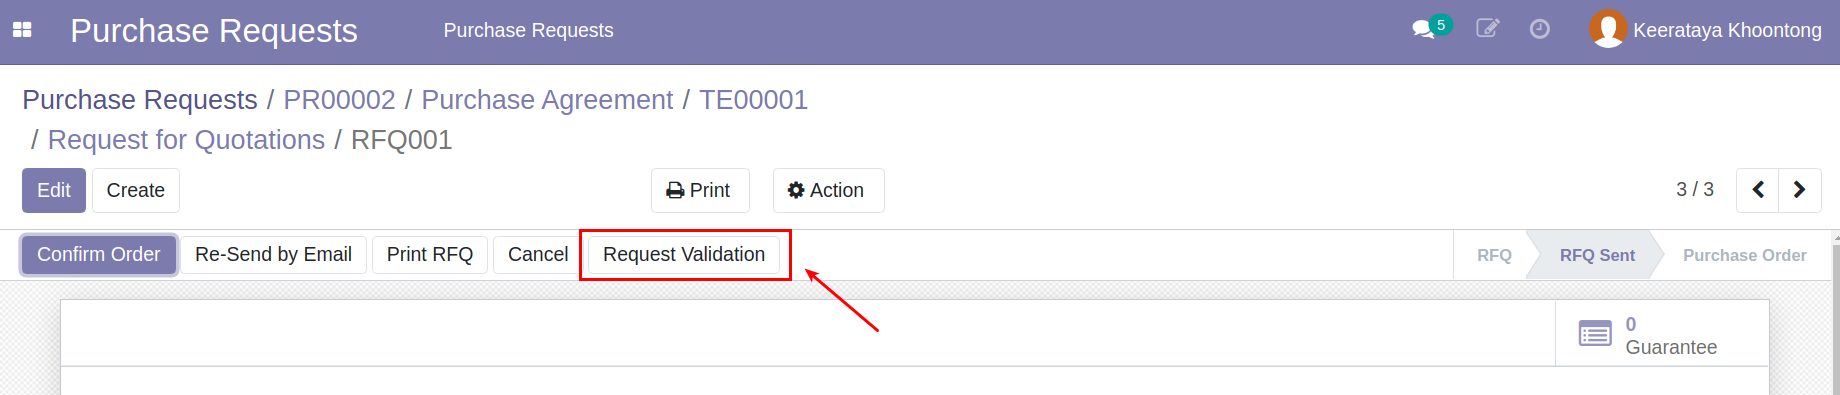 Purchase Requests Purchase Requests 5 Keerataya Khoontong
Purchase Requests / PR00002 / Purchase Agreement / TE00001
/ Request for Quotations / RFQ001
Edit Create Print Action 3 / 3
Confirm Order Re-Send by Email Print RFQ Cancel Request Validation RFQ RFQ Sent Purchase Order
0
Guarantee